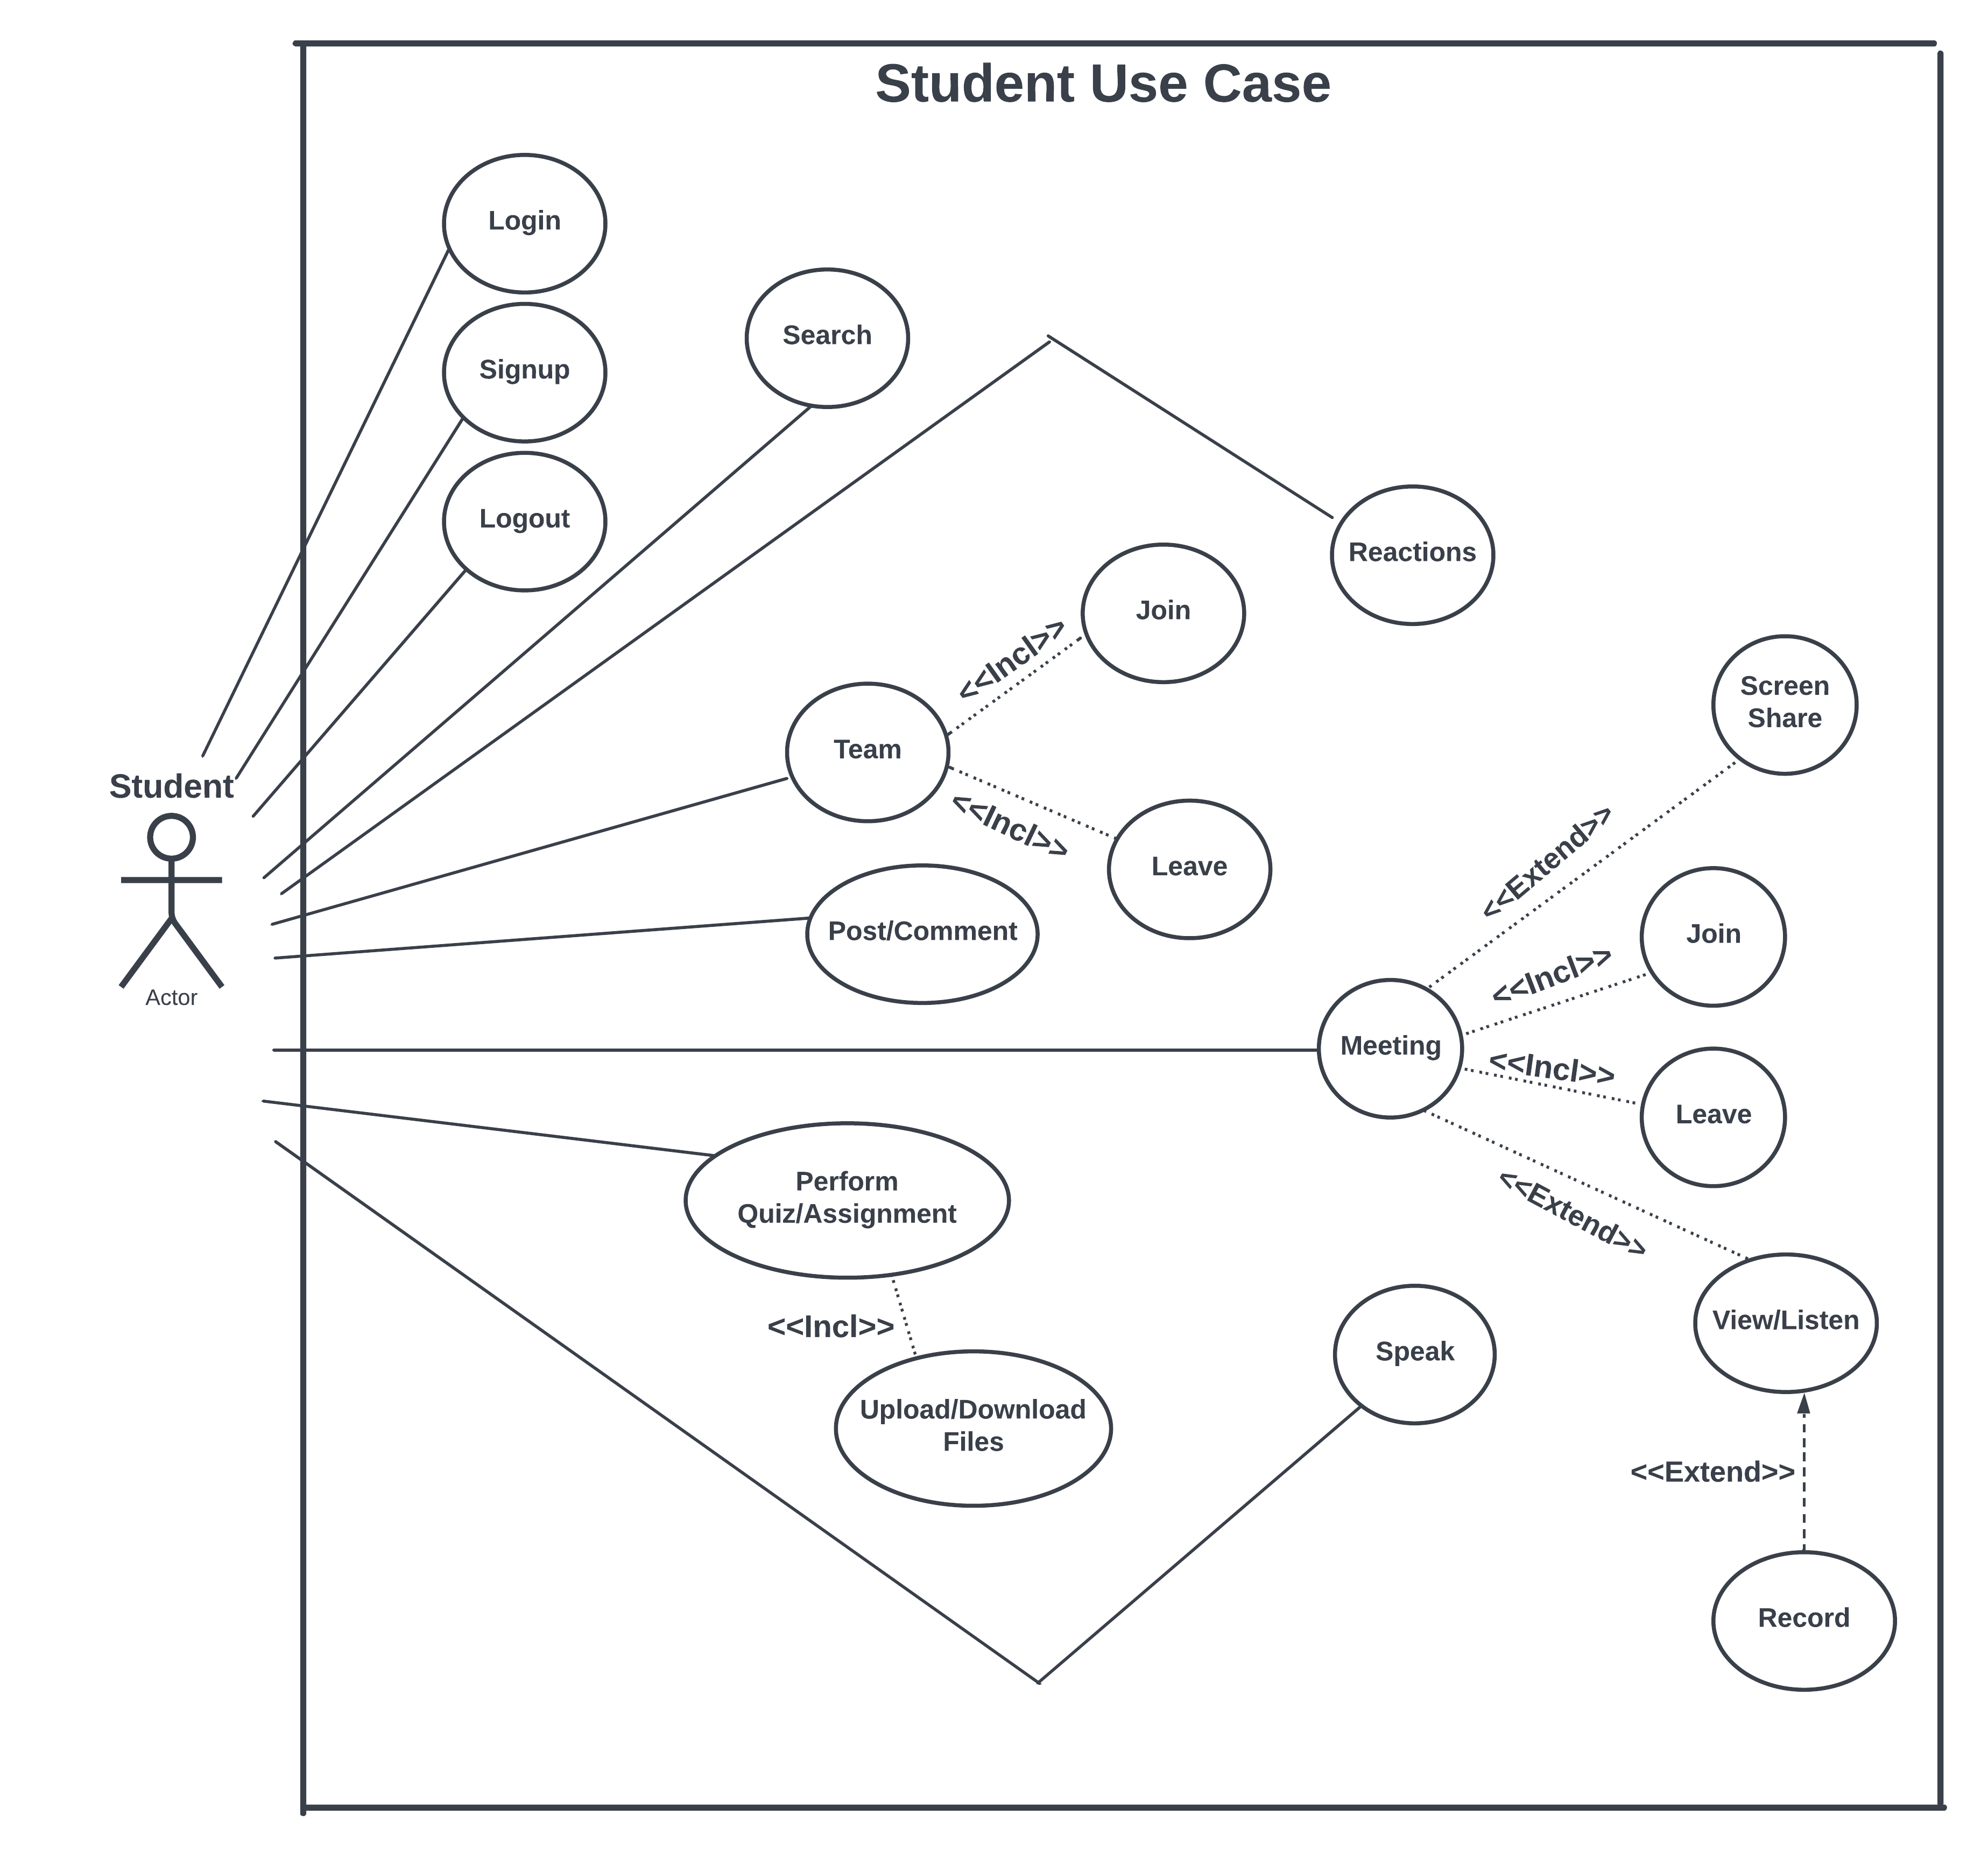 Student Use Case
Login
Signup
Logout
Search
Reactions
Join
<<Incl>>
Team
<<Incl>>
Leave
Screen
Share
Student
Actor
Post/Comment
<<Extend>>
Join
<<Incl>>
Meeting
<<Incl>>
Leave
<<Extend>>
Perform
Quiz/Assignment
<<Incl>>
Upload/Download
Files
Speak
View/Listen
<<Extend>>
Record